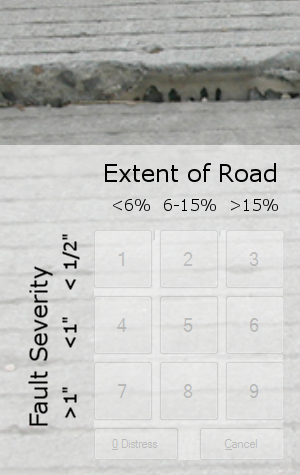 Extent of Road
<6% 6-15% >15%
Fault Severity
< 1/2"
1 2 3
<1"
4 5 6
>1"
7 8 9
0 Distress Cancel